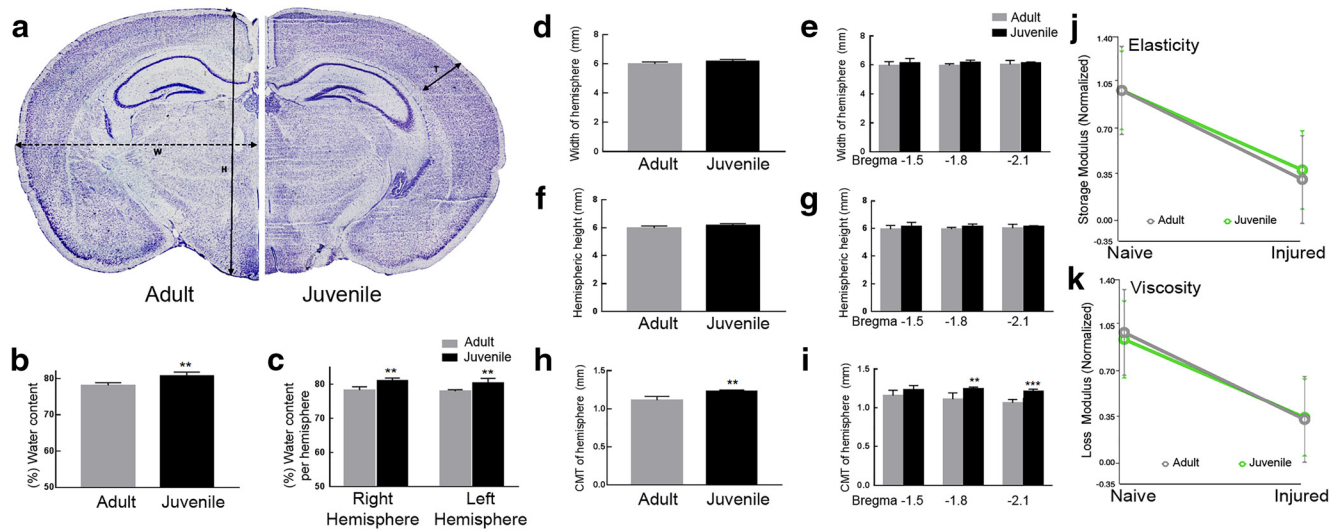 a
W
H
T
Adult
Juvenile
b
(%) Water content
80
70
60
50
**
Adult
Juvenile
c
Adult
Juvenile
(%) Water content
per hemisphere
90
80
70
60
50
**
**
Right
Hemisphere
Left
Hemisphere
d
Width of hemisphere (mm)
8
6
4
2
0
Adult
Juvenile
e
Adult
Juvenile
Width of hemisphere (mm)
8
6
4
2
0
Bregma -1.5
-1.8
-2.1
f
Hemispheric height (mm)
8
6
4
2
0
Adult
Juvenile
g
Hemispheric height (mm)
8
6
4
2
0
Bregma -1.5
-1.8
-2.1
h
CMT of hemisphere (mm)
1.5
1.0
0.5
0.0
**
Adult
Juvenile
i
CMT of hemisphere (mm)
1.5
1.0
0.5
0.0
**
***
Bregma -1.5
-1.8
-2.1
j
Elasticity
Storage Modulus (Normalized)
1.40
1.05
0.70
0.35
0.00
-0.35
Adult
Juvenile
Naive
Injured
k
Viscosity
Loss Modulus (Normalized)
1.40
1.05
0.70
0.35
0.00
-0.35
Adult
Juvenile
Naive
Injured